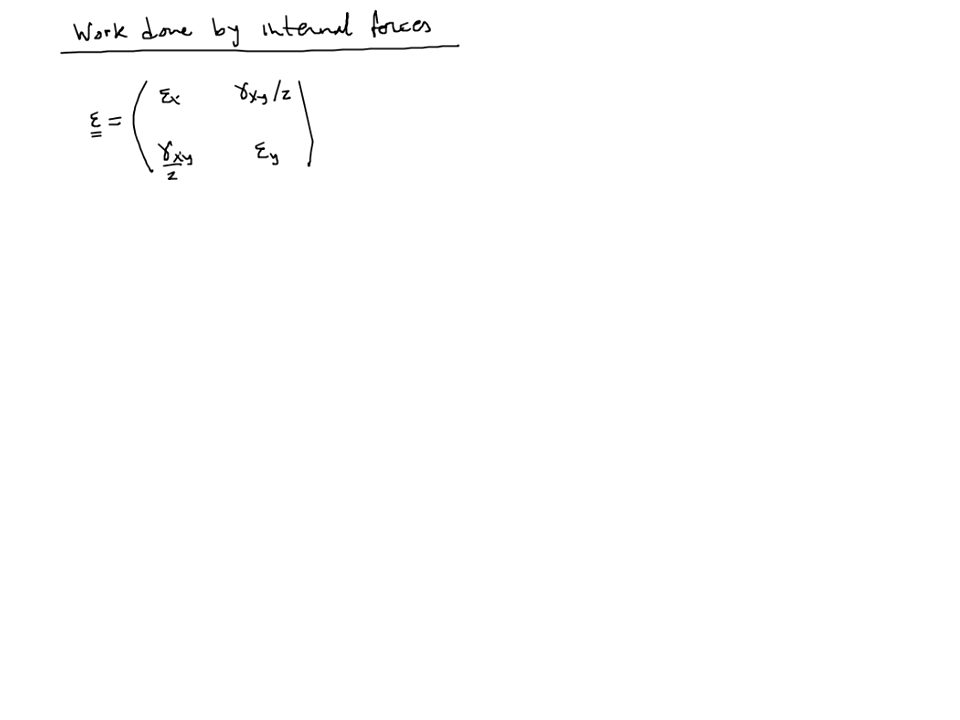 Work done by internal forces
ε = ( εx γxy/2
γxy/2 εy )